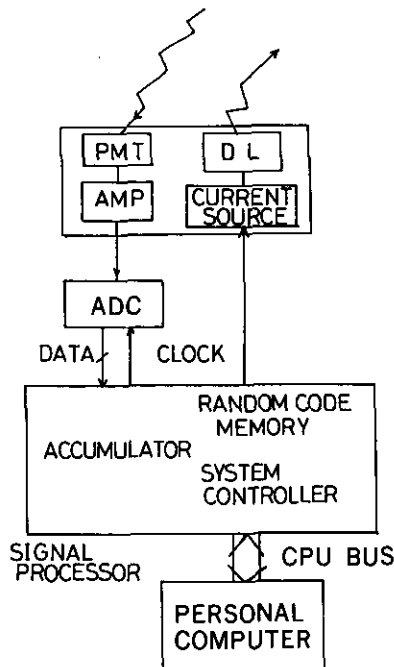 PMT
DL
AMP
CURRENT
SOURCE
ADC
DATA
CLOCK
RANDOM CODE
MEMORY
ACCUMULATOR
SYSTEM
CONTROLLER
SIGNAL
PROCESSOR
CPU BUS
PERSONAL
COMPUTER